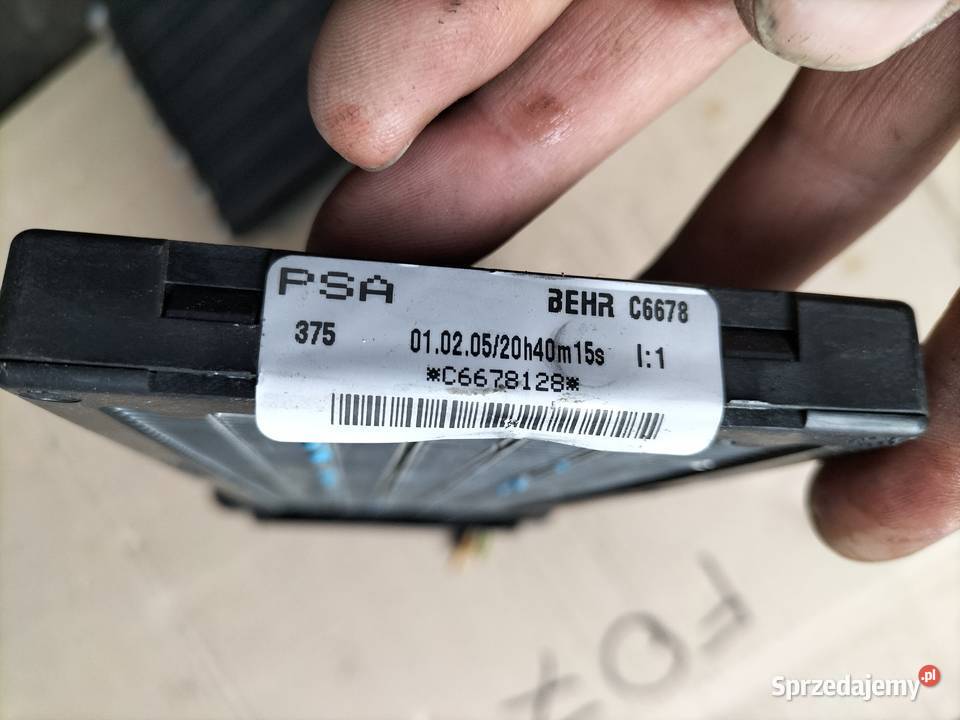 PSA BEHR C6678
375 01.02.05/20h40m15s I:1
*C6678128*
FOX
Sprzedajemy.pl